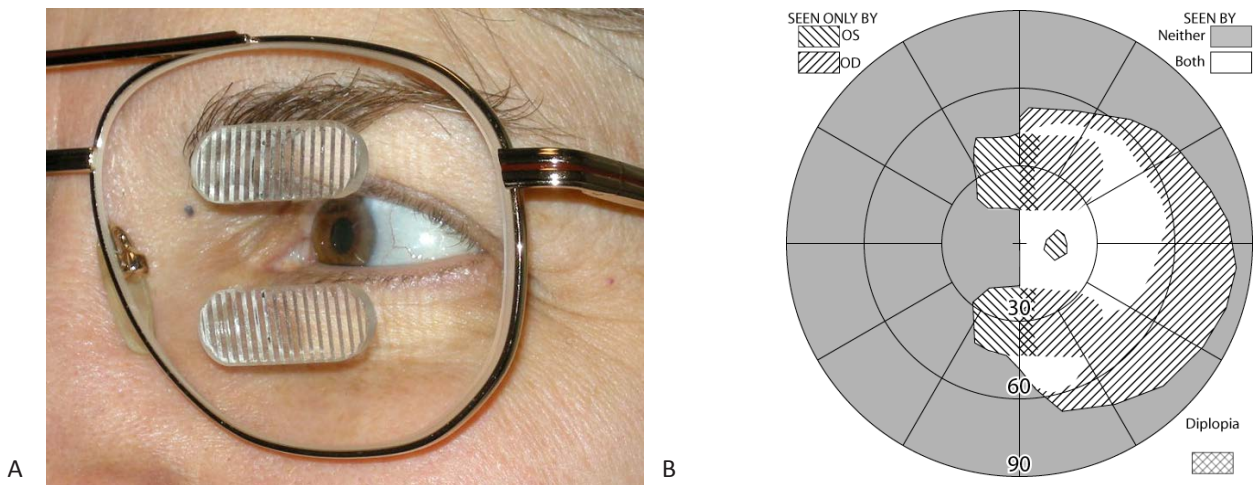 A
SEEN ONLY BY
OS
OD
SEEN BY
Neither
Both
30
60
90
Diplopia
B